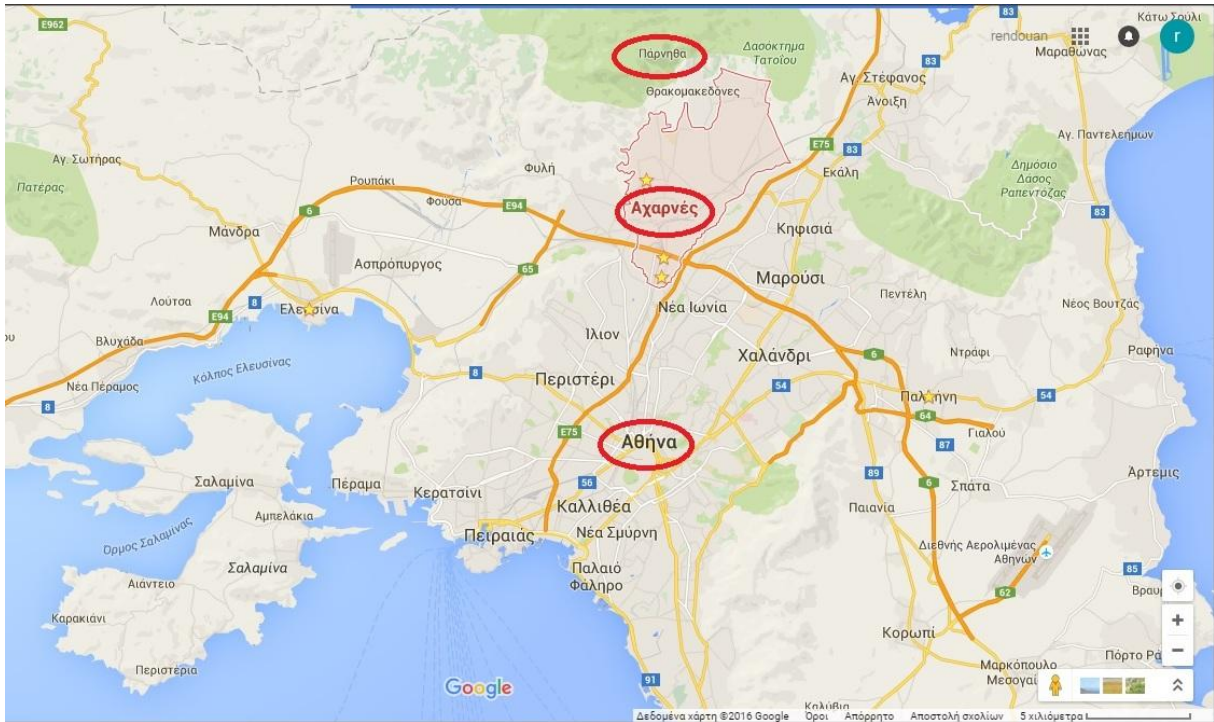 E962
83
Κάτω Σούλι
rendouan
r
Μαραθώνας
Πάρνηθα
Δασόκτημα
Τατοΐου
83
Αγ. Στέφανος
Θρακομακεδόνες
Άνοιξη
E75
83
Αγ. Παντελεήμων
Αγ. Σωτήρας
Φυλή
Εκάλη
Δημόσιο
Δάσος
Ραπεντόζας
Πατέρας
Ρουπάκι
Φούσα
E94
Αχαρνές
83
6
Μάνδρα
Κηφισιά
Ασπρόπυργος
65
Μαρούσι
Πεντέλη
Λούτσα
8
Ελευσίνα
Νέα Ιωνία
Νέος Βουτζάς
E94
Βλυχάδα
Ίλιον
Χαλάνδρι
6
Ντράφι
Ραφήνα
Κόλπος Ελευσίνας
8
Περιστέρι
54
Νέα Πέραμος
8
Παλλήνη
54
64
Γιαλού
E75
Αθήνα
87
Σαλαμίνα
Πέραμα
Κερατσίνι
56
89
6
Σπατα
Άρτεμις
Καλλιθέα
Παιανία
Αμπελάκια
Όρμος Σαλαμίνας
Πειραιάς
Νέα Σμύρνη
Διεθνής Αερολιμένας
Αθηνών
Παλαιό
Φάληρο
Σαλαμίνα
Αιάντειο
85
62
Βραυρ
Καρακιάνι
Κορωπί
+
Περιστέρια
−
Μαρκόπουλο
Μεσογαί
Πόρτο Ρά
Google
91
Καλύβια
Δεδομένα χάρτη ©2016 Google Όροι Απόρρητο Αποστολή σχολίων 5 χιλιόμετρα